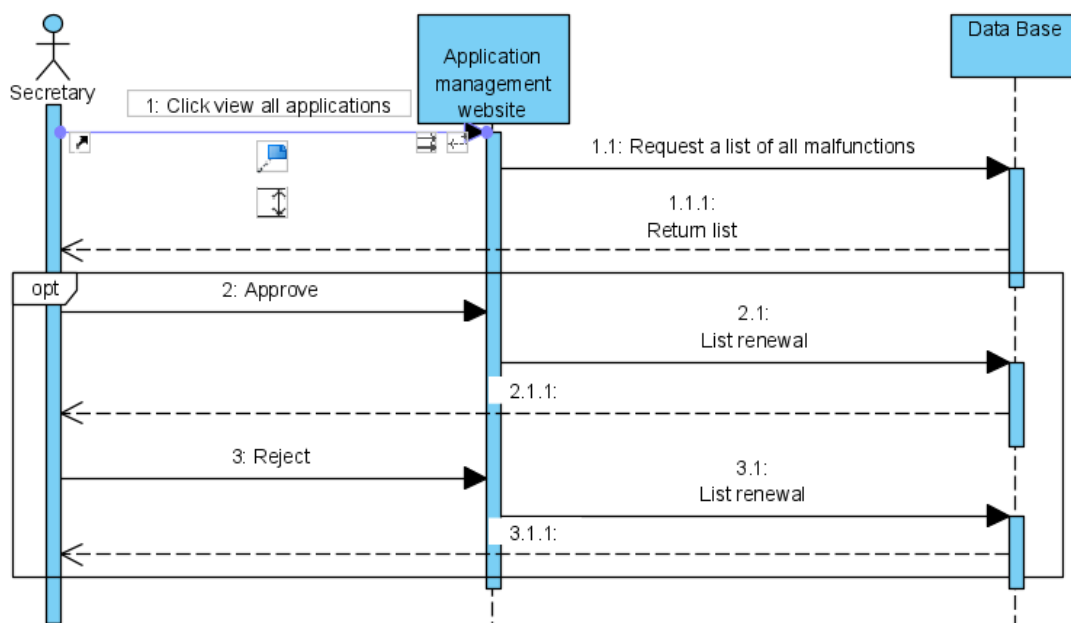 Secretary
Application
management
website
Data Base
1: Click view all applications
1.1: Request a list of all malfunctions
1.1.1:
Return list
opt
2: Approve
2.1:
List renewal
2.1.1:
3: Reject
3.1:
List renewal
3.1.1: